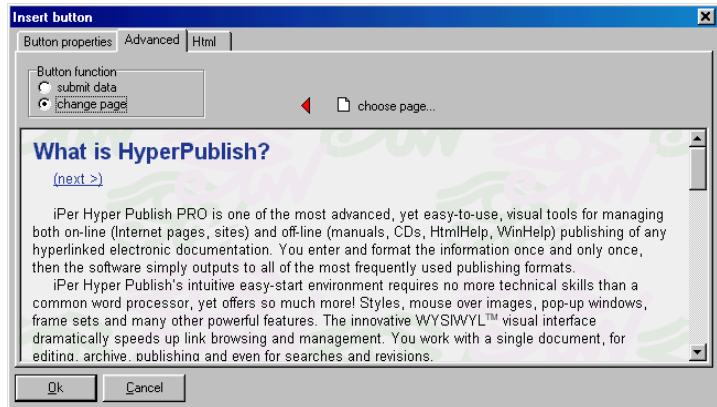 Insert button
Button properties Advanced Html
Button function
submit data
change page
choose page...
What is HyperPublish?
(next >)
iPer Hyper Publish PRO is one of the most advanced, yet easy-to-use, visual tools for managing
both on-line (Internet pages, sites) and off-line (manuals, CDs, HtmlHelp, WinHelp) publishing of any
hyperlinked electronic documentation. You enter and format the information once and only once,
then the software simply outputs to all of the most frequently used publishing formats.
iPer Hyper Publish's intuitive easy-start environment requires no more technical skills than a
common word processor, yet offers so much more! Styles, mouse over images, pop-up windows,
frame sets and many other powerful features. The innovative WYSIWYL™ visual interface
dramatically speeds up link browsing and management. You work with a single document, for
editing, archive, publishing and even for searches and revisions.
Ok Cancel